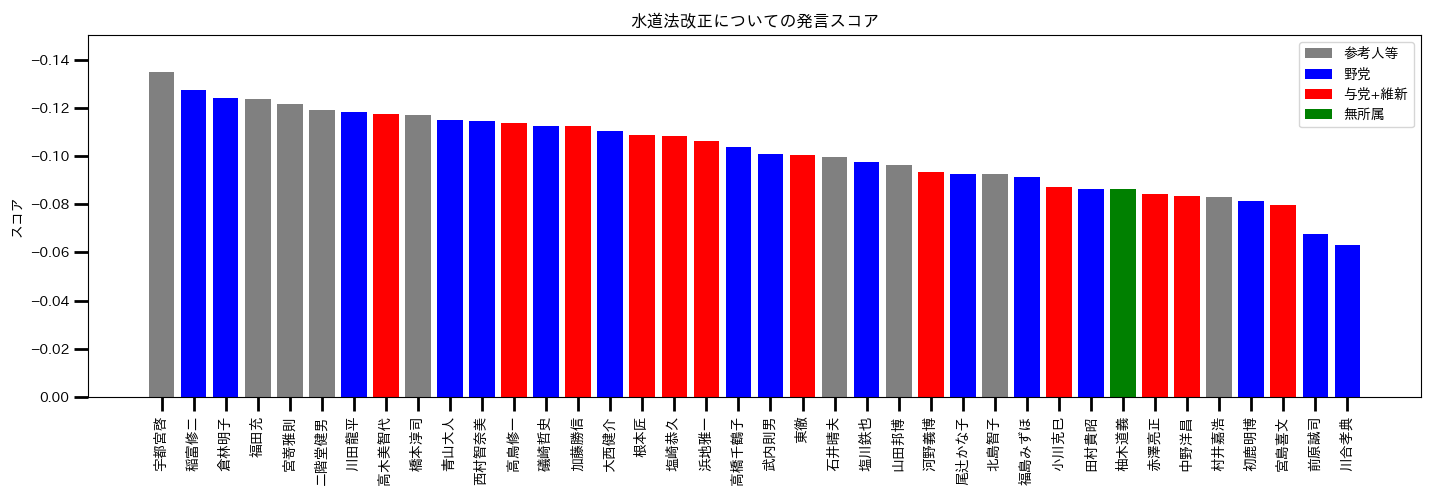 水道法改正についての発言スコア
スコア
−0.14
−0.12
−0.10
−0.08
−0.06
−0.04
−0.02
0.00
参考人等
野党
与党+維新
無所属
宇都宮啓
稲富修二
倉林明子
福田充
宮嵜雅則
二階堂健男
川田龍平
高木美智代
橋本淳司
青山大人
西村智奈美
高鳥修一
礒崎哲史
加藤勝信
大西健介
根本匠
塩崎恭久
浜地雅一
高橋千鶴子
武内則男
東徹
石井晴夫
塩川鉄也
山田邦博
河野義博
尾辻かな子
北島智子
福島みずほ
小川克巳
田村貴昭
柚木道義
赤澤亮正
中野洋昌
村井嘉浩
初鹿明博
宮島喜文
前原誠司
川合孝典